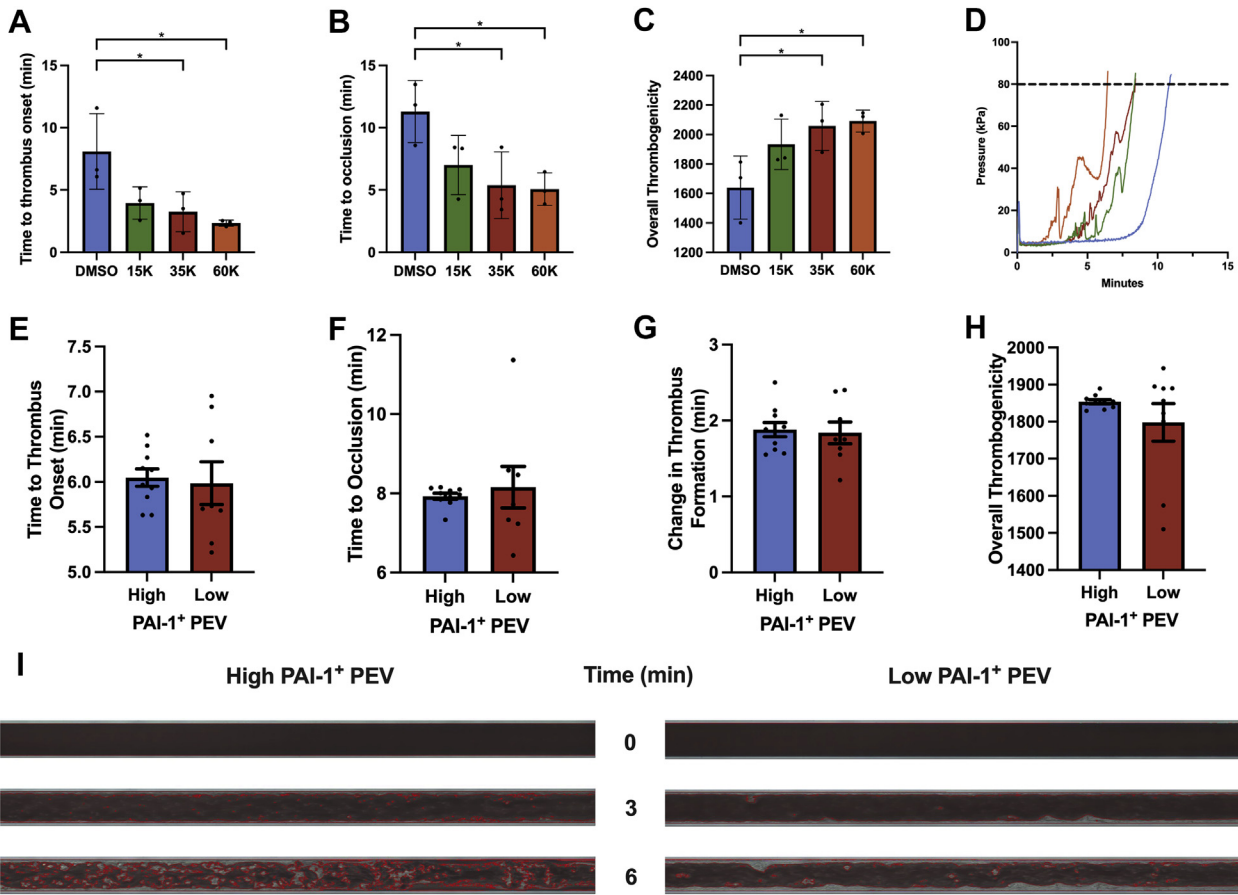 A
Time to thrombus onset (min)
15
10
5
0
*
*
DMSO 15K 35K 60K
B
Time to occlusion (min)
15
10
5
0
*
*
DMSO 15K 35K 60K
C
Overall Thrombogenicity
2400
2200
2000
1800
1600
1400
1200
*
*
DMSO 15K 35K 60K
D
Pressure (kPa)
100
80
60
40
20
0
0 5 10 15
Minutes
E
Time to Thrombus
Onset (min)
7.5
7.0
6.5
6.0
5.5
5.0
High Low
PAI-1⁺ PEV
F
Time to Occlusion (min)
12
10
8
6
High Low
PAI-1⁺ PEV
G
Change in Thrombus
Formation (min)
3
2
1
0
High Low
PAI-1⁺ PEV
H
Overall Thrombogenicity
2000
1900
1800
1700
1600
1500
1400
High Low
PAI-1⁺ PEV
I
High PAI-1⁺ PEV Time (min) Low PAI-1⁺ PEV
0
3
6